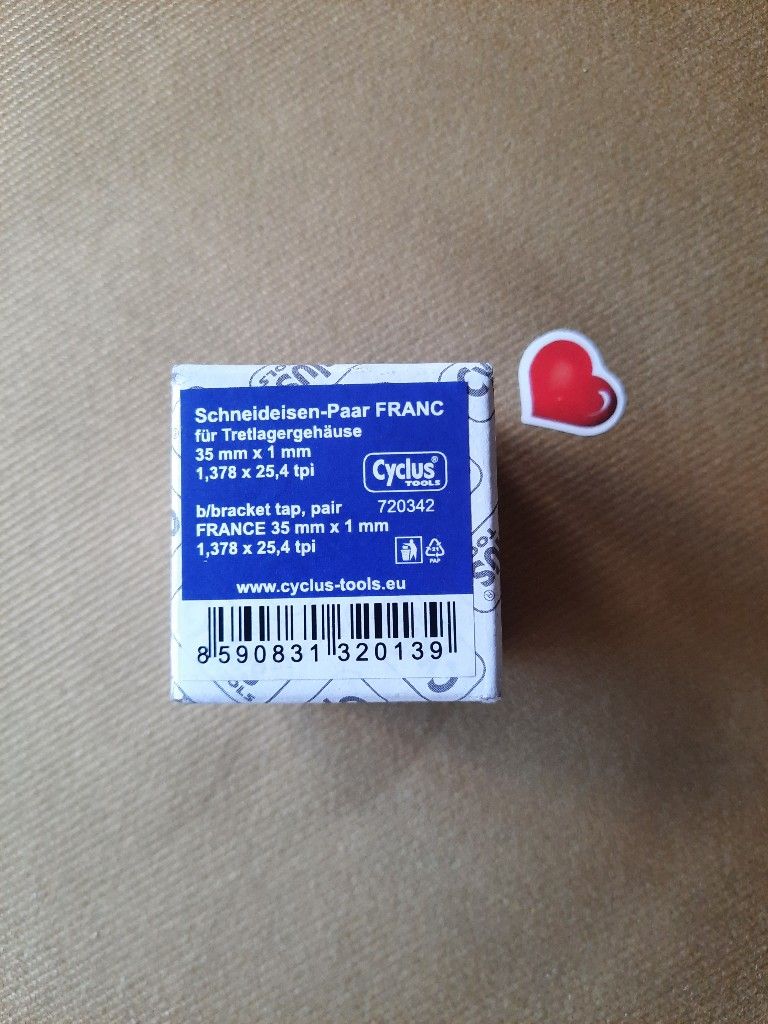 Schneideisen-Paar FRANC
für Tretlagergehäuse
35 mm x 1 mm
1,378 x 25,4 tpi
Cyclus®
TOOLS
b/bracket tap, pair 720342
FRANCE 35 mm x 1 mm
1,378 x 25,4 tpi
PAP
www.cyclus-tools.eu
8 590831 320139